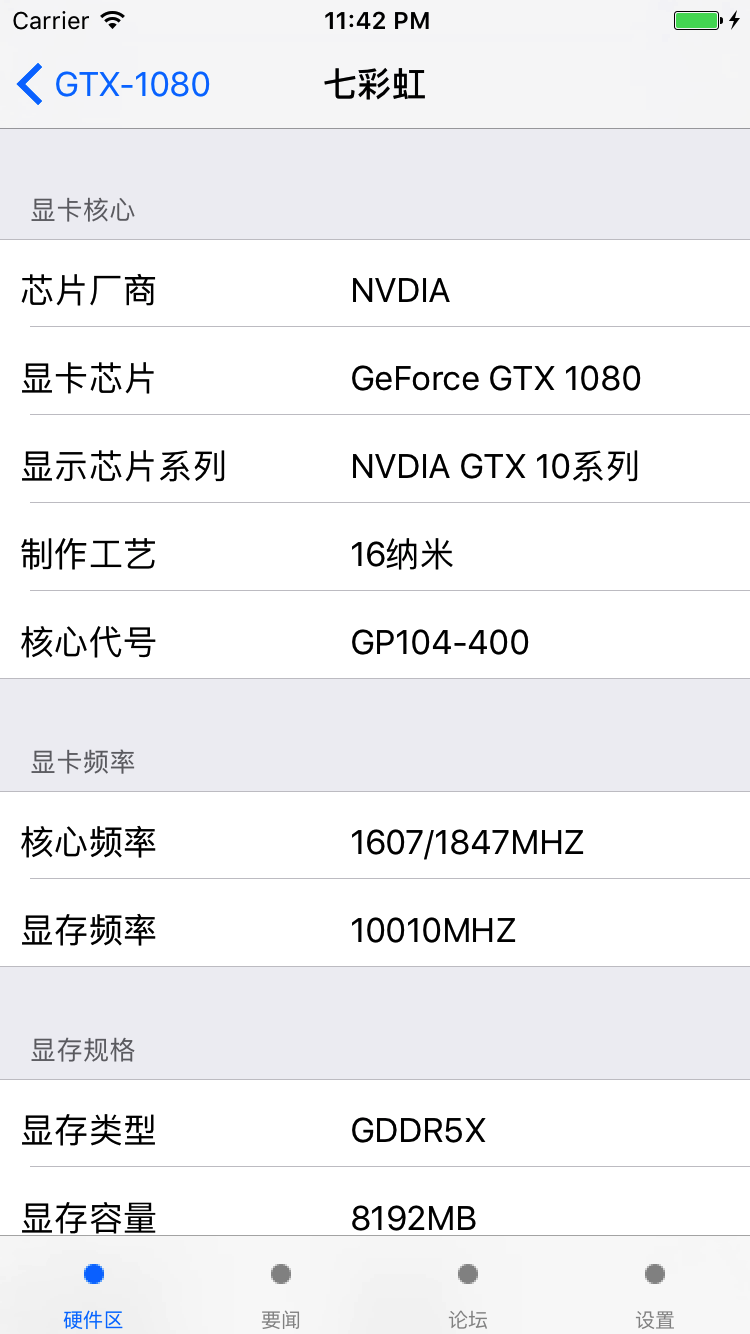 Carrier 11:42 PM
GTX-1080 七彩虹
显卡核心
芯片厂商 NVDIA
显卡芯片 GeForce GTX 1080
显示芯片系列 NVDIA GTX 10系列
制作工艺 16纳米
核心代号 GP104-400
显卡频率
核心频率 1607/1847MHZ
显存频率 10010MHZ
显存规格
显存类型 GDDR5X
显存容量 8192MB
硬件区 要闻 论坛 设置